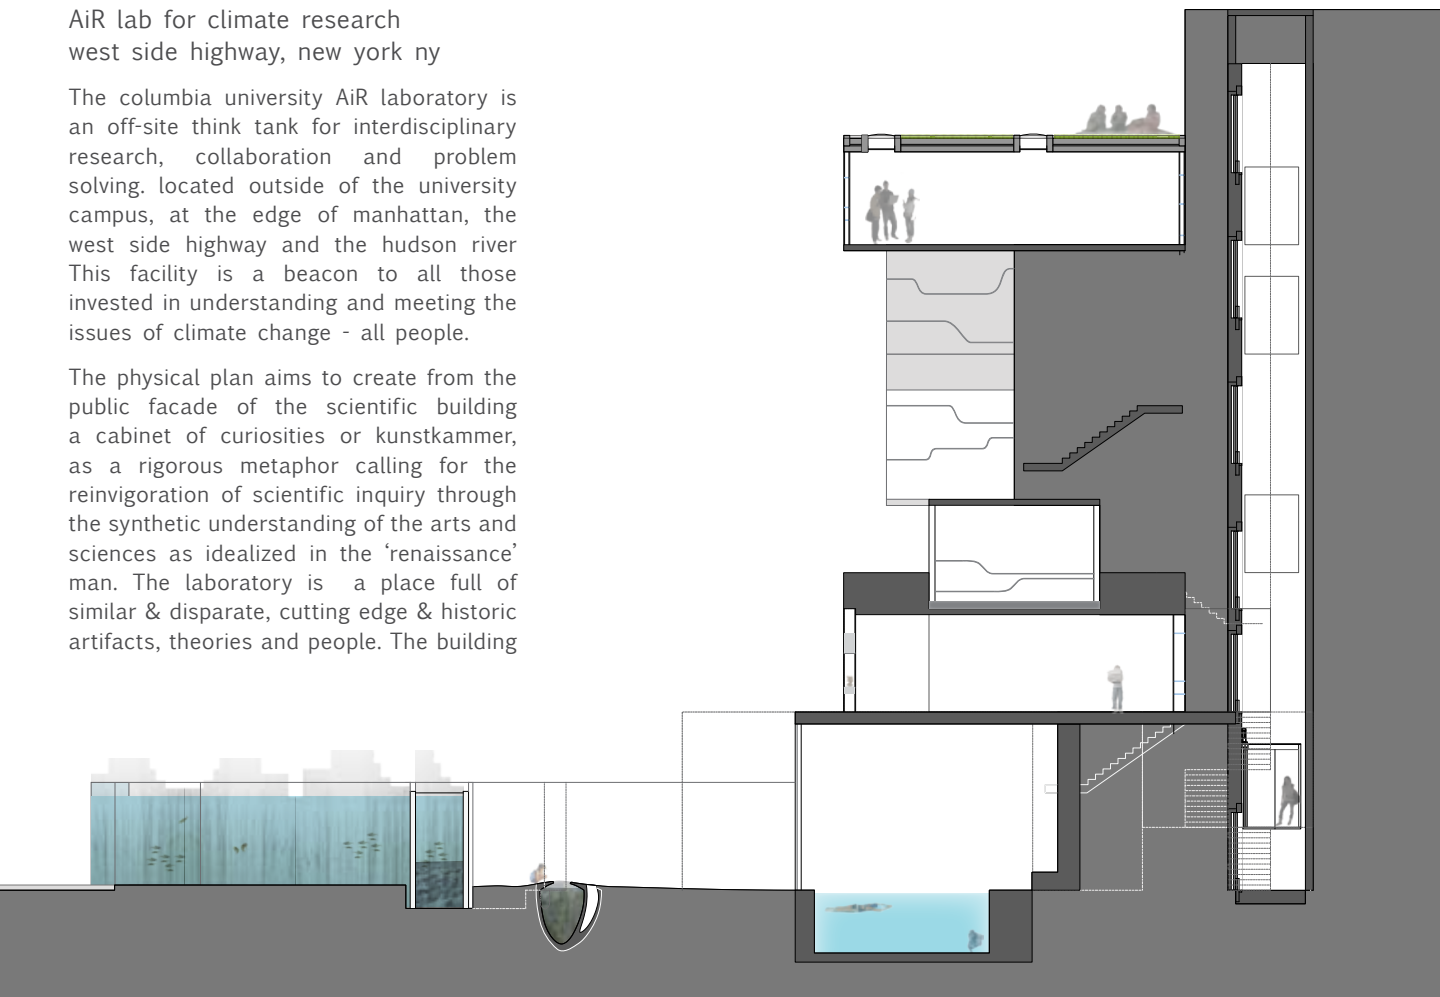 AiR lab for climate research
west side highway, new york ny
The columbia university AiR laboratory is
an off-site think tank for interdisciplinary
research, collaboration and problem
solving. located outside of the university
campus, at the edge of manhattan, the
west side highway and the hudson river
This facility is a beacon to all those
invested in understanding and meeting the
issues of climate change - all people.
The physical plan aims to create from the
public facade of the scientific building
a cabinet of curiosities or kunstkammer,
as a rigorous metaphor calling for the
reinvigoration of scientific inquiry through
the synthetic understanding of the arts and
sciences as idealized in the ‘renaissance’
man. The laboratory is a place full of
similar & disparate, cutting edge & historic
artifacts, theories and people. The building